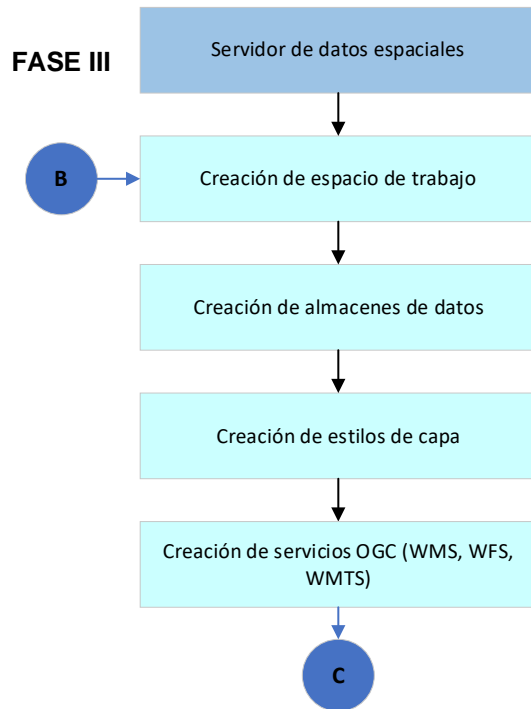 FASE III
Servidor de datos espaciales
B
Creación de espacio de trabajo
Creación de almacenes de datos
Creación de estilos de capa
Creación de servicios OGC (WMS, WFS,
WMTS)
C